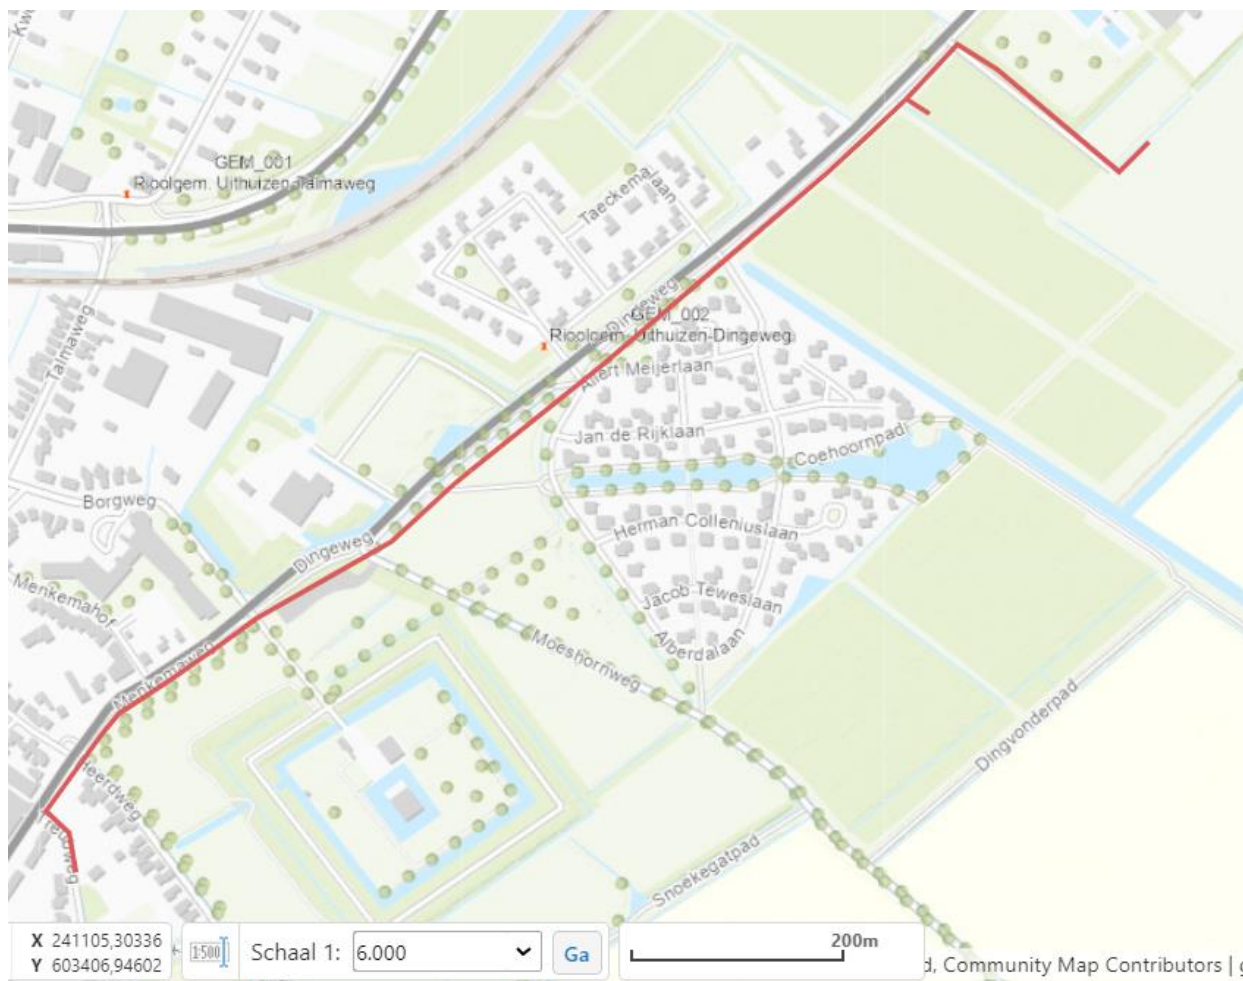 Kwe
GEM_001
Rioolgem. Uithuizen-Talmaweg
Taeckemalaan
Talmaweg
Dingeweg
GEM_002
Rioolgem. Uithuizen-Dingeweg
Allert Meijerlaan
Jan de Rijklaan
Coehoornpad
Borgweg
Herman Colleniuslaan
Dingeweg
Menkemahof
Jacob Teweslaan
Alberdalaan
Moeshornweg
Menkemaweg
Dingvonderpad
Heerdweg
Snoekegatpad
X 241105,30336
Y 603406,94602
1:500
Schaal 1:
6.000
Ga
200m
d, Community Map Contributors | g